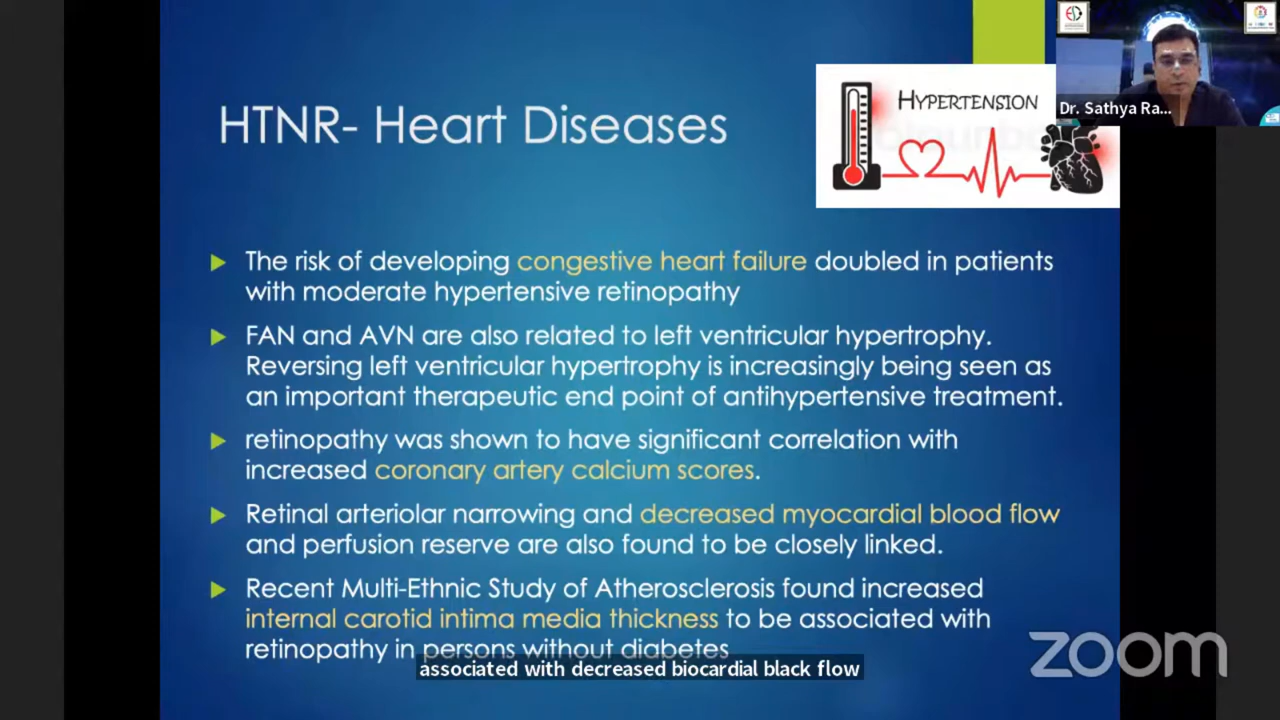 HTNR- Heart Diseases
HYPERTENSION
Dr. Sathya Ra...
The risk of developing congestive heart failure doubled in patients
with moderate hypertensive retinopathy
FAN and AVN are also related to left ventricular hypertrophy.
Reversing left ventricular hypertrophy is increasingly being seen as
an important therapeutic end point of antihypertensive treatment.
retinopathy was shown to have significant correlation with
increased coronary artery calcium scores.
Retinal arteriolar narrowing and decreased myocardial blood flow
and perfusion reserve are also found to be closely linked.
Recent Multi-Ethnic Study of Atherosclerosis found increased
internal carotid intima media thickness to be associated with
retinopathy in persons without diabetes
associated with decreased biocardial black flow
zoom